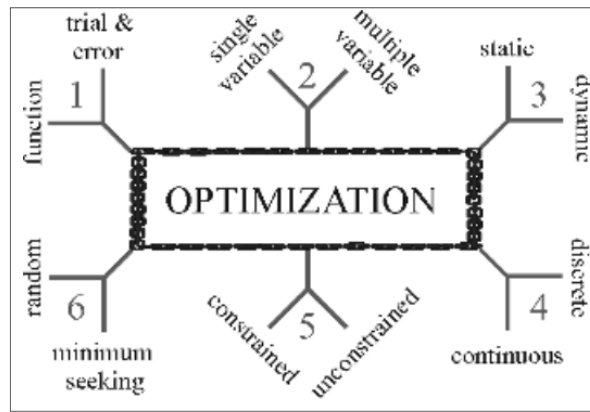 trial &
error
function
1
single
variable
2
multiple
variable
static
3
dynamic
OPTIMIZATION
random
6
minimum
seeking
constrained
5
unconstrained
discrete
4
continuous